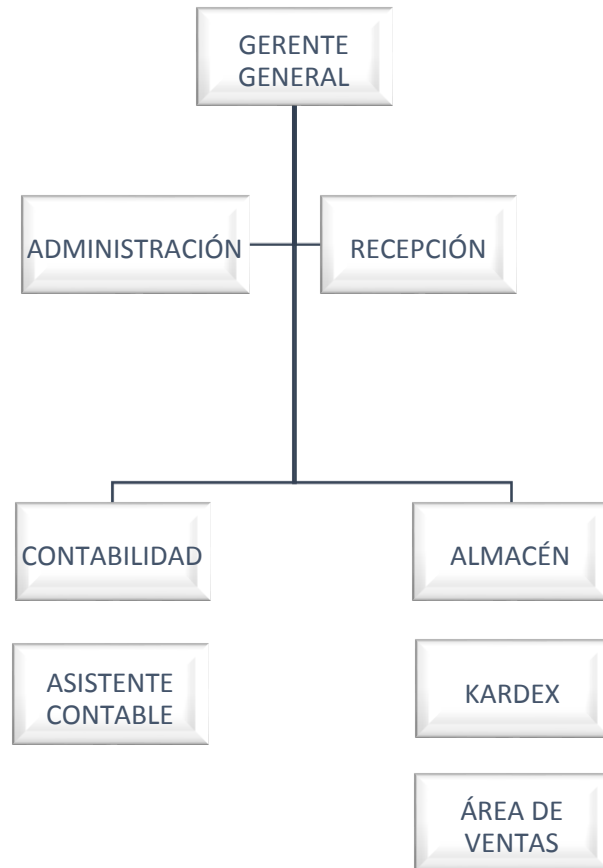 GERENTE
GENERAL
ADMINISTRACIÓN
RECEPCIÓN
CONTABILIDAD
ALMACÉN
ASISTENTE
CONTABLE
KARDEX
ÁREA DE
VENTAS